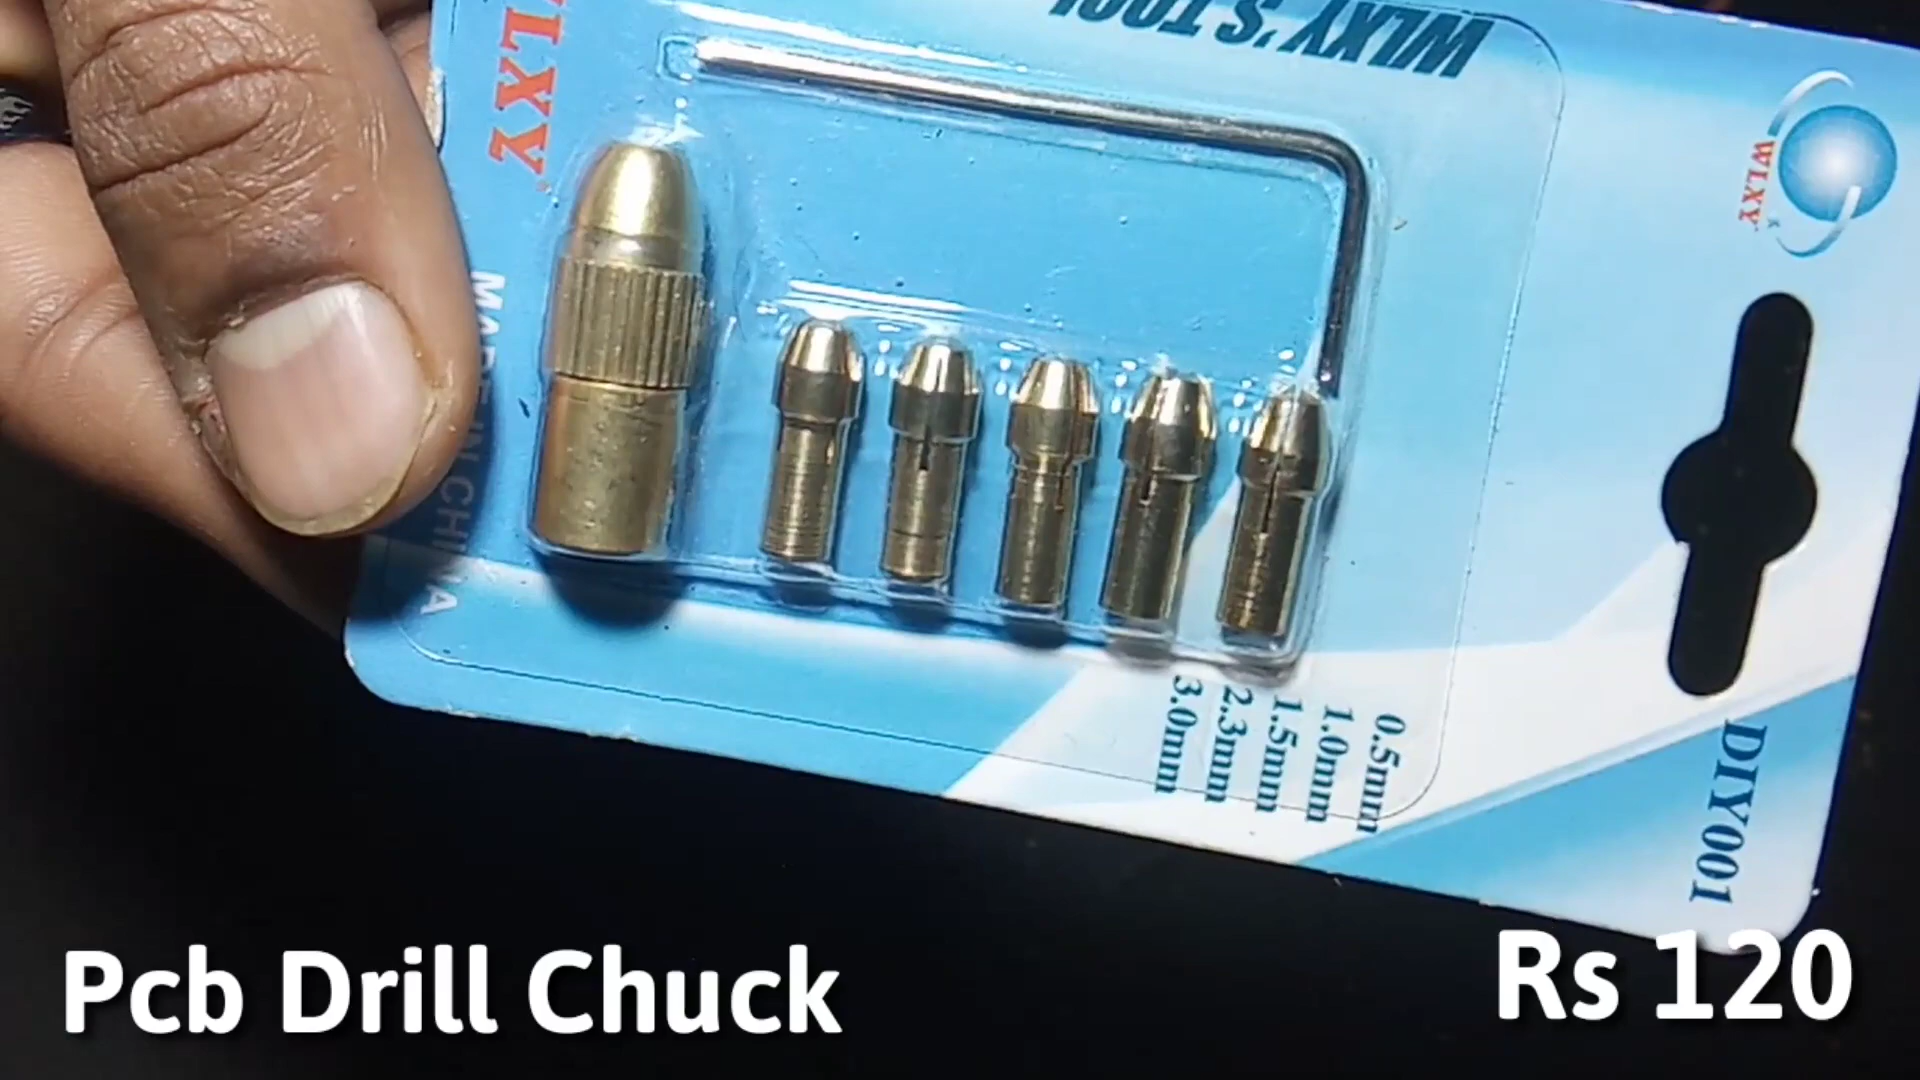 WLXY'S TOOL
WLXY
WLXY
MADE IN CHINA
0.5mm
1.0mm
1.5mm
2.3mm
3.0mm
DIY001
Pcb Drill Chuck
Rs 120